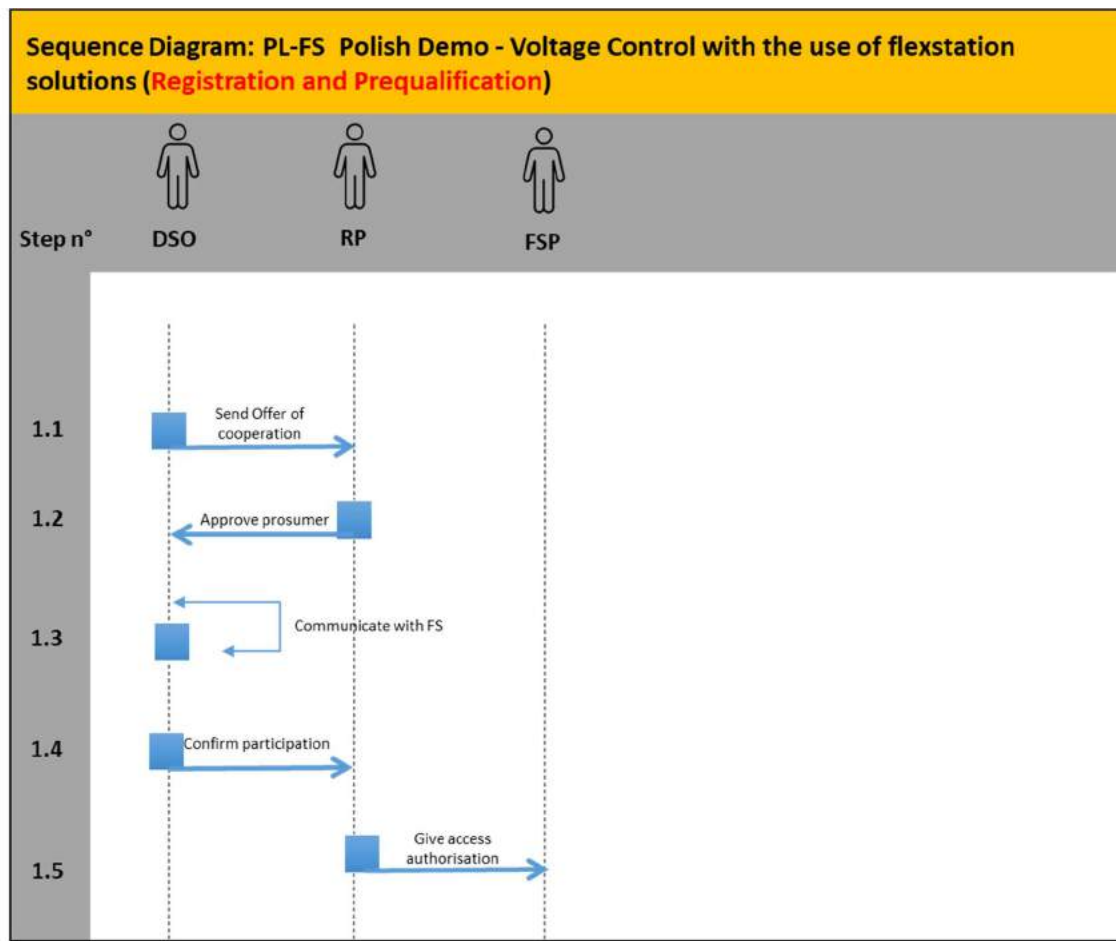 Sequence Diagram: PL-FS Polish Demo - Voltage Control with the use of flexstation
solutions (Registration and Prequalification)
Step n° DSO RP FSP
1.1 Send Offer of
cooperation
1.2 Approve prosumer
1.3 Communicate with FS
1.4 Confirm participation
Give access
authorisation
1.5